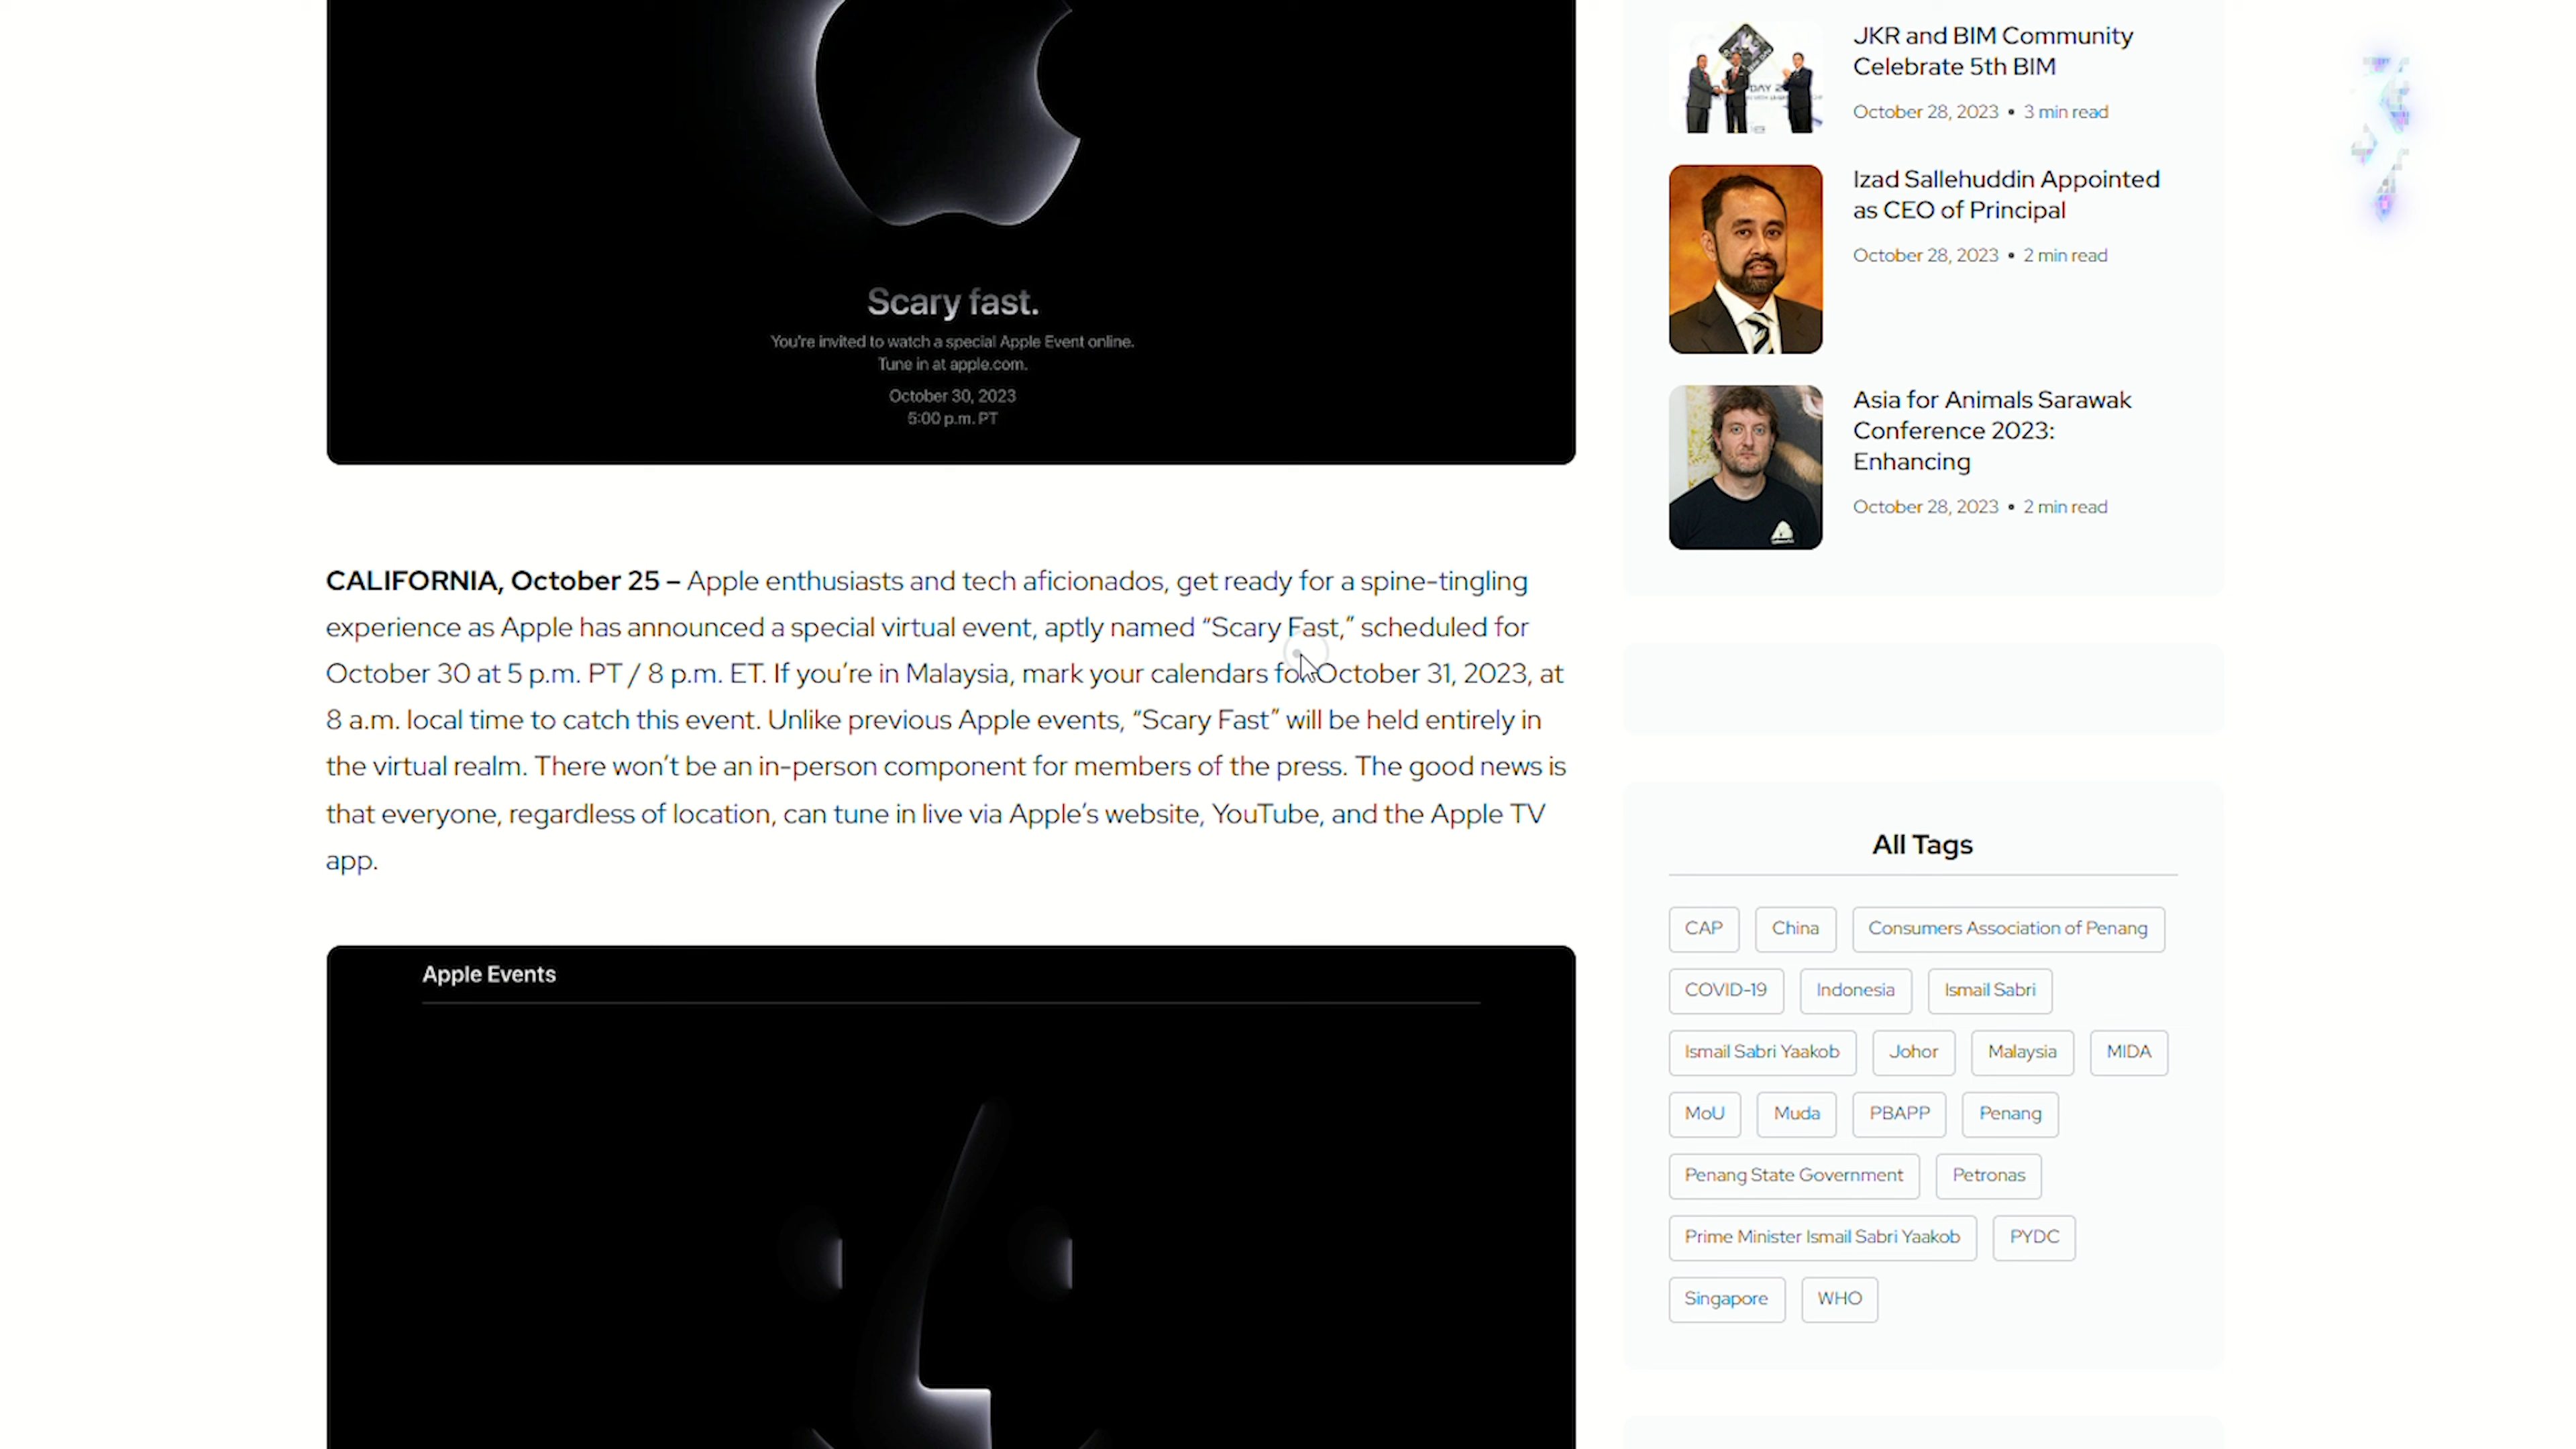 Scary fast.
You're invited to watch a special Apple Event online.
Tune in at apple.com.
October 30, 2023
5:00 p.m. PT
CALIFORNIA, October 25 – Apple enthusiasts and tech aficionados, get ready for a spine-tingling
experience as Apple has announced a special virtual event, aptly named “Scary Fast,” scheduled for
October 30 at 5 p.m. PT / 8 p.m. ET. If you’re in Malaysia, mark your calendars for October 31, 2023, at
8 a.m. local time to catch this event. Unlike previous Apple events, “Scary Fast” will be held entirely in
the virtual realm. There won’t be an in-person component for members of the press. The good news is
that everyone, regardless of location, can tune in live via Apple’s website, YouTube, and the Apple TV
app.
Apple Events
JKR and BIM Community
Celebrate 5th BIM
October 28, 2023 • 3 min read
Izad Sallehuddin Appointed
as CEO of Principal
October 28, 2023 • 2 min read
Asia for Animals Sarawak
Conference 2023:
Enhancing
October 28, 2023 • 2 min read
All Tags
CAP China Consumers Association of Penang
COVID-19 Indonesia Ismail Sabri
Ismail Sabri Yaakob Johor Malaysia MIDA
MoU Muda PBAPP Penang
Penang State Government Petronas
Prime Minister Ismail Sabri Yaakob PYDC
Singapore WHO